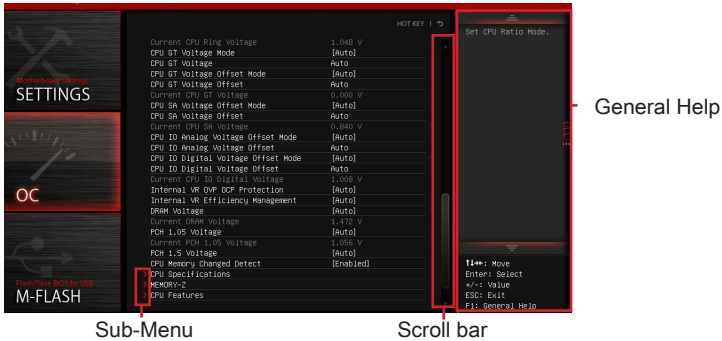 HOT KEY | ↰
Motherboard settings
SETTINGS
OC
Flash/Save BIOS by USB
M-FLASH
Current CPU Ring Voltage 1.048 V
CPU GT Voltage Mode [Auto]
CPU GT Voltage Auto
CPU GT Voltage Offset Mode [Auto]
CPU GT Voltage Offset Auto
Current CPU GT Voltage 0.000 V
CPU SA Voltage Offset Mode [Auto]
CPU SA Voltage Offset Auto
Current CPU SA Voltage 0.840 V
CPU IO Analog Voltage Offset Mode [Auto]
CPU IO Analog Voltage Offset Auto
CPU IO Digital Voltage Offset Mode [Auto]
CPU IO Digital Voltage Offset Auto
Current CPU IO Digital Voltage 1.008 V
Internal VR OVP OCP Protection [Auto]
Internal VR Efficiency Management [Auto]
DRAM Voltage [Auto]
Current DRAM Voltage 1.472 V
PCH 1.05 Voltage [Auto]
Current PCH 1.05 Voltage 1.056 V
PCH 1.5 Voltage [Auto]
CPU Memory Changed Detect [Enabled]
> CPU Specifications
> MEMORY-Z
> CPU Features
Set CPU Ratio Mode.
↑↓→←: Move
Enter: Select
+/-: Value
ESC: Exit
F1: General Help
General Help
Sub-Menu
Scroll bar